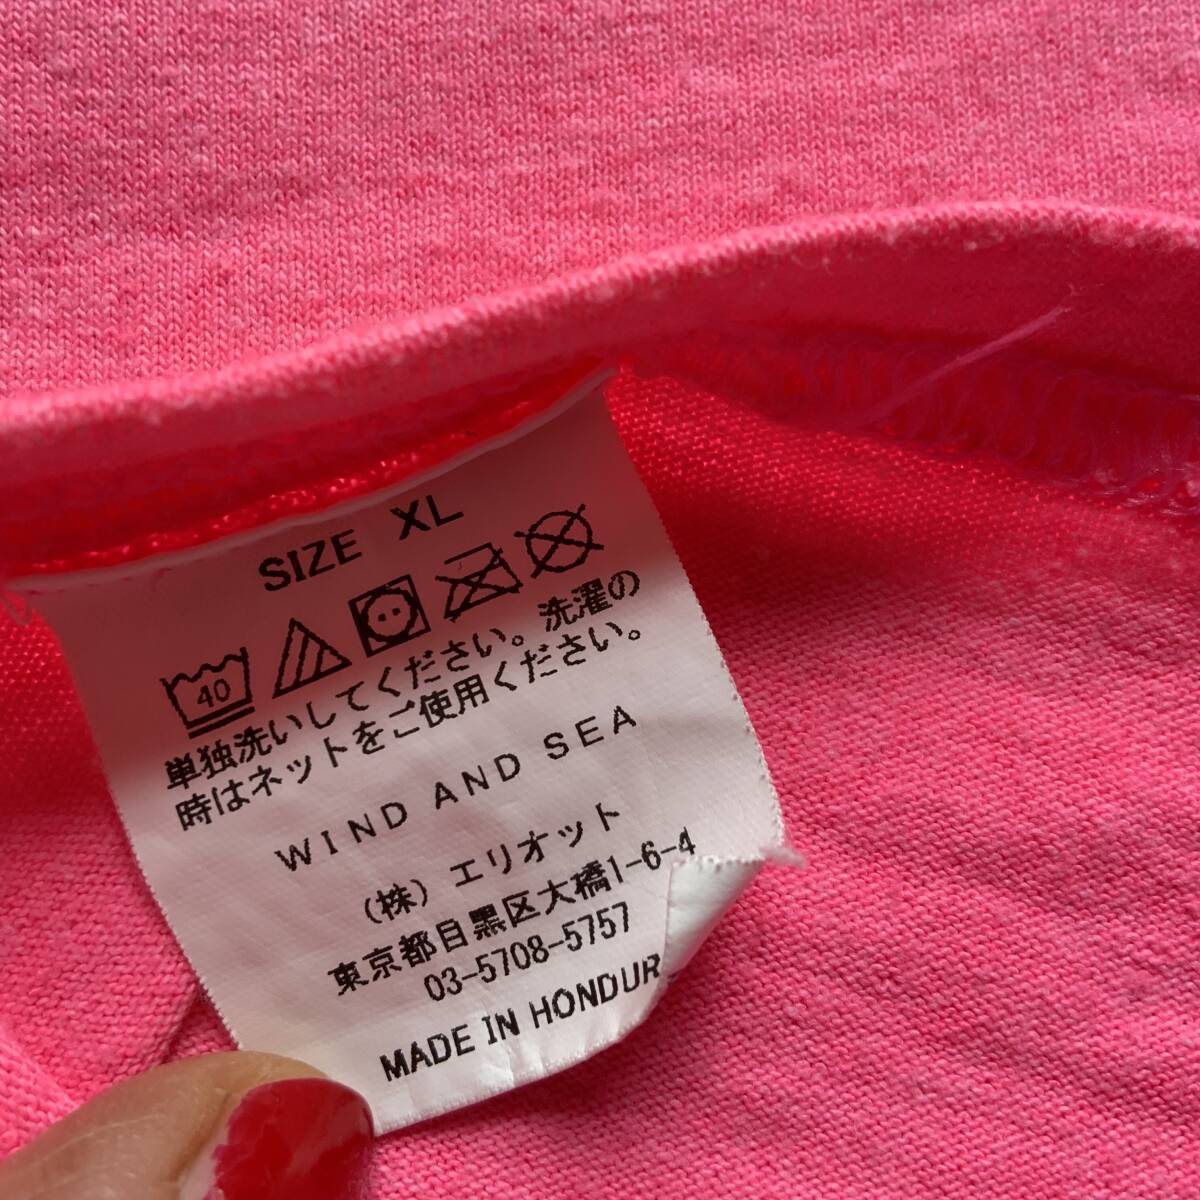 SIZE XL
40
単独洗いしてください。洗濯の
時はネットをご使用ください。
WIND AND SEA
(株) エリオット
東京都目黒区大橋1-6-4
03-5708-5757
MADE IN HONDUR